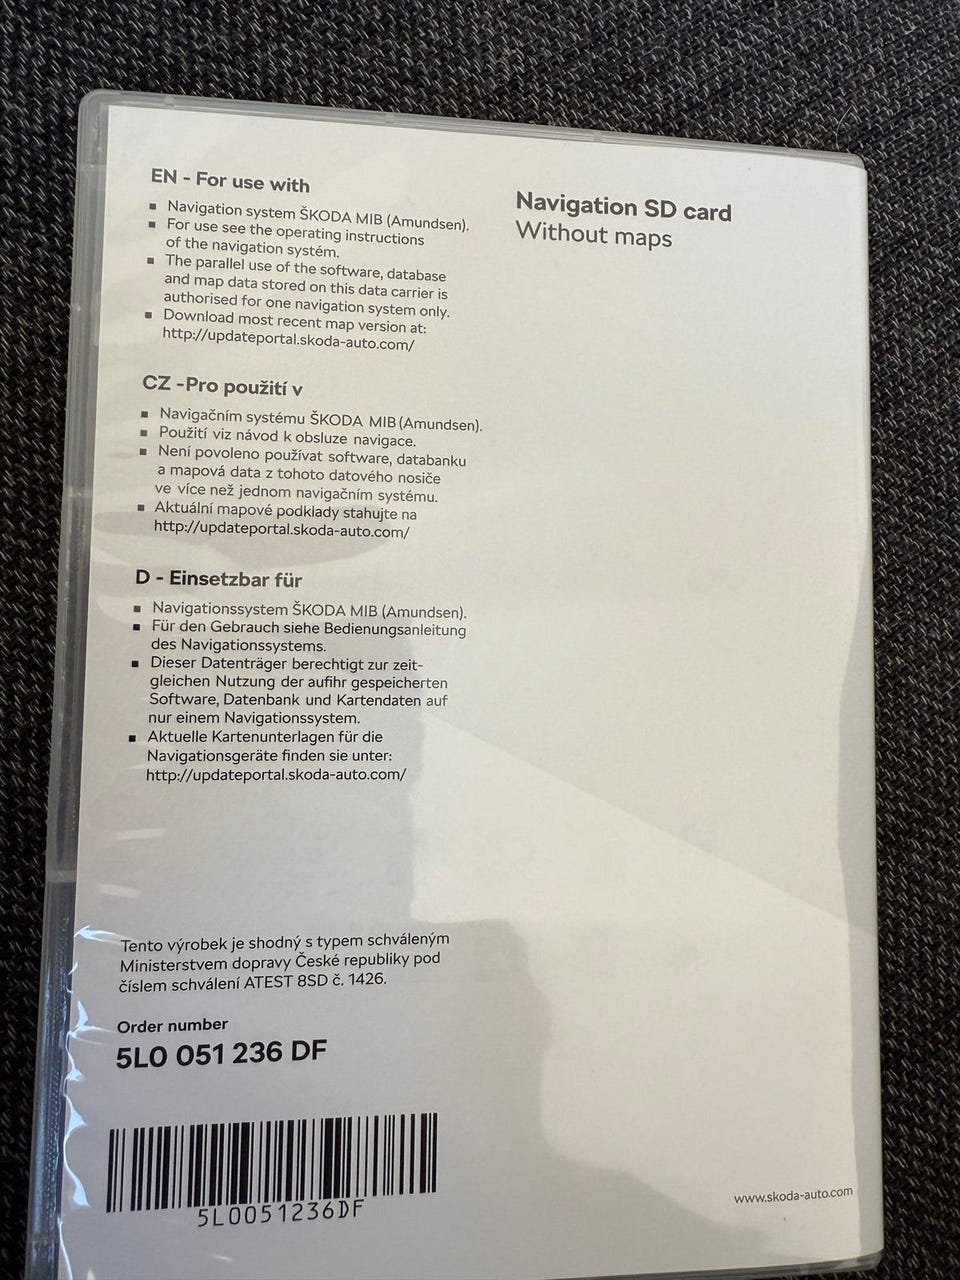 EN - For use with
▪ Navigation system ŠKODA MIB (Amundsen).
▪ For use see the operating instructions
of the navigation systém.
▪ The parallel use of the software, database
and map data stored on this data carrier is
authorised for one navigation system only.
▪ Download most recent map version at:
http://updateportal.skoda-auto.com/
CZ -Pro použití v
▪ Navigačním systému ŠKODA MIB (Amundsen).
▪ Použití viz návod k obsluze navigace.
▪ Není povoleno používat software, databanku
a mapová data z tohoto datového nosiče
ve více než jednom navigačním systému.
▪ Aktuální mapové podklady stahujte na
http://updateportal.skoda-auto.com/
D - Einsetzbar für
▪ Navigationssystem ŠKODA MIB (Amundsen).
▪ Für den Gebrauch siehe Bedienungsanleitung
des Navigationssystems.
▪ Dieser Datenträger berechtigt zur zeit-
gleichen Nutzung der aufihr gespeicherten
Software, Datenbank und Kartendaten auf
nur einem Navigationssystem.
▪ Aktuelle Kartenunterlagen für die
Navigationsgeräte finden sie unter:
http://updateportal.skoda-auto.com/
Tento výrobek je shodný s typem schváleným
Ministerstvem dopravy České republiky pod
číslem schválení ATEST 8SD č. 1426.
Order number
5L0 051 236 DF
5L0051236DF
Navigation SD card
Without maps
www.skoda-auto.com